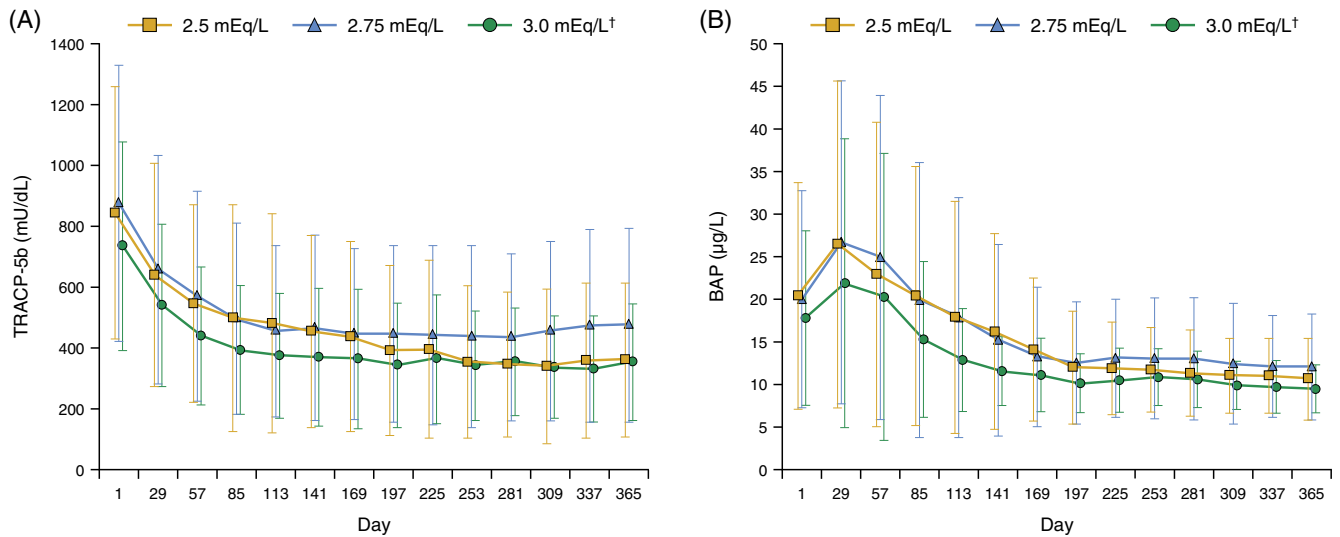 (A)
2.5 mEq/L 2.75 mEq/L 3.0 mEq/L†
TRACP-5b (mU/dL)
1400
1200
1000
800
600
400
200
0
1 29 57 85 113 141 169 197 225 253 281 309 337 365
Day
(B)
2.5 mEq/L 2.75 mEq/L 3.0 mEq/L†
BAP (µg/L)
50
45
40
35
30
25
20
15
10
5
0
1 29 57 85 113 141 169 197 225 253 281 309 337 365
Day